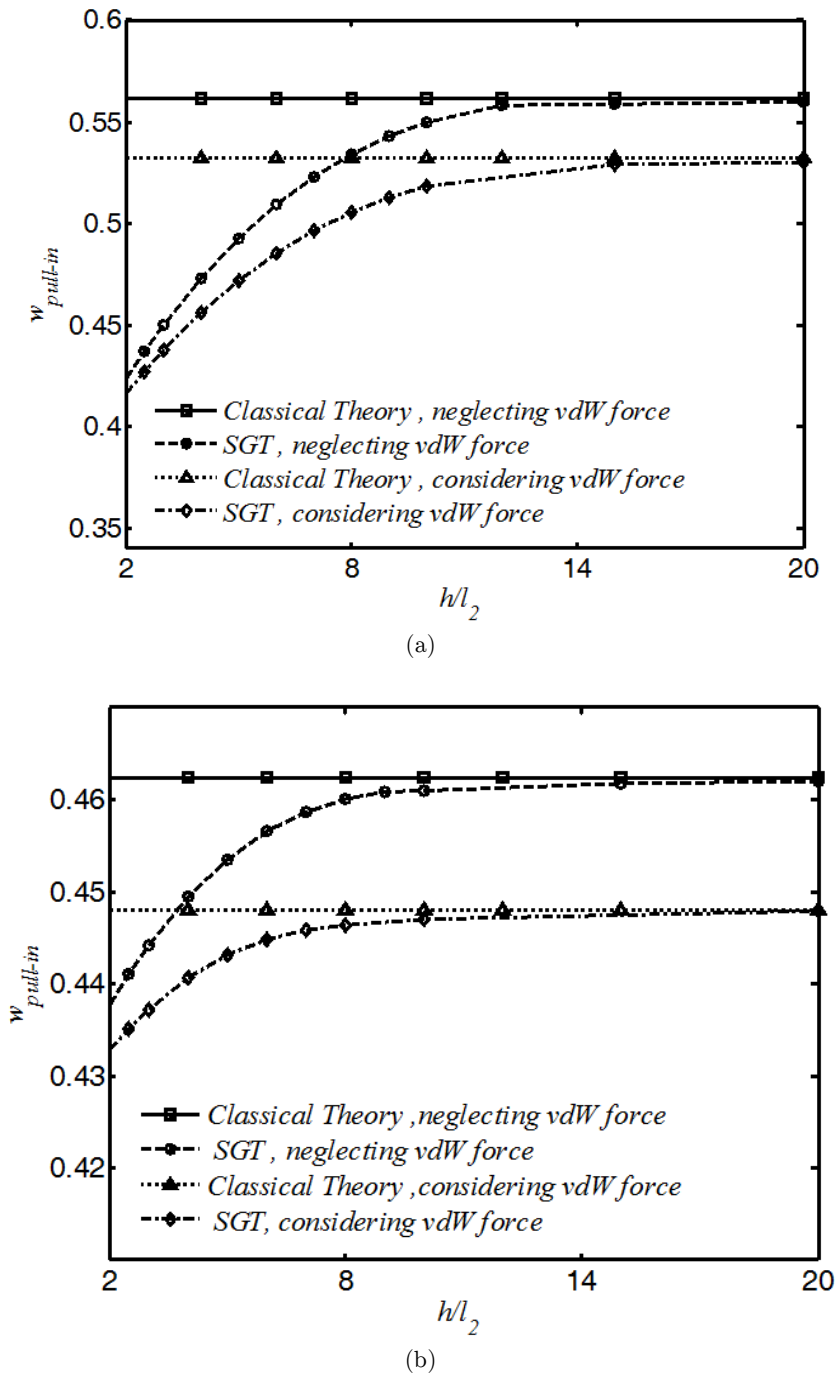 0.6
0.55
0.5
0.45
0.4
0.35
w pull-in
Classical Theory , neglecting vdW force
SGT , neglecting vdW force
Classical Theory , considering vdW force
SGT , considering vdW force
2 8 14 20
h/l2
(a)
0.46
0.45
0.44
0.43
0.42
w pull-in
Classical Theory ,neglecting vdW force
SGT , neglecting vdW force
Classical Theory ,considering vdW force
SGT, considering vdW force
2 8 14 20
h/l2
(b)